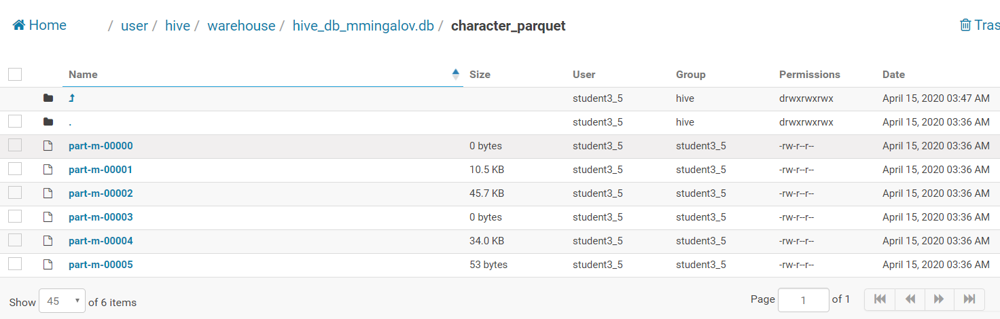 Home / user / hive / warehouse / hive_db_mmingalov.db / character_parquet Tras
Name Size User Group Permissions Date
student3_5 hive drwxrwxrwx April 15, 2020 03:47 AM
. student3_5 hive drwxrwxrwx April 15, 2020 03:36 AM
part-m-00000 0 bytes student3_5 student3_5 -rw-r--r-- April 15, 2020 03:36 AM
part-m-00001 10.5 KB student3_5 student3_5 -rw-r--r-- April 15, 2020 03:36 AM
part-m-00002 45.7 KB student3_5 student3_5 -rw-r--r-- April 15, 2020 03:36 AM
part-m-00003 0 bytes student3_5 student3_5 -rw-r--r-- April 15, 2020 03:36 AM
part-m-00004 34.0 KB student3_5 student3_5 -rw-r--r-- April 15, 2020 03:36 AM
part-m-00005 53 bytes student3_5 student3_5 -rw-r--r-- April 15, 2020 03:36 AM
Show 45 of 6 items Page 1 of 1